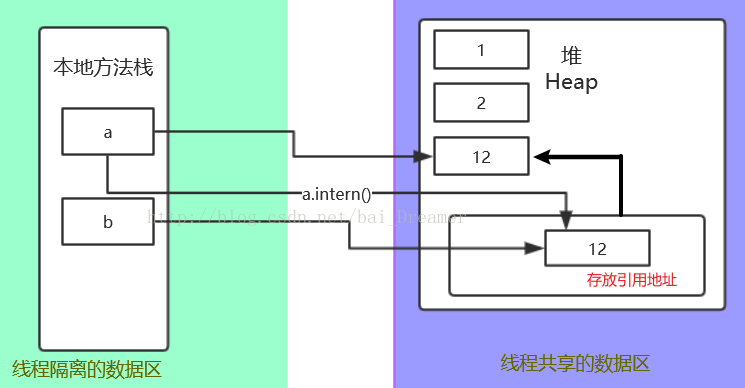 本地方法栈
a
b
线程隔离的数据区
a.intern()
http://blog.csdn.net/bai_Dreamer
1
2
12
堆
Heap
12
存放引用地址
线程共享的数据区